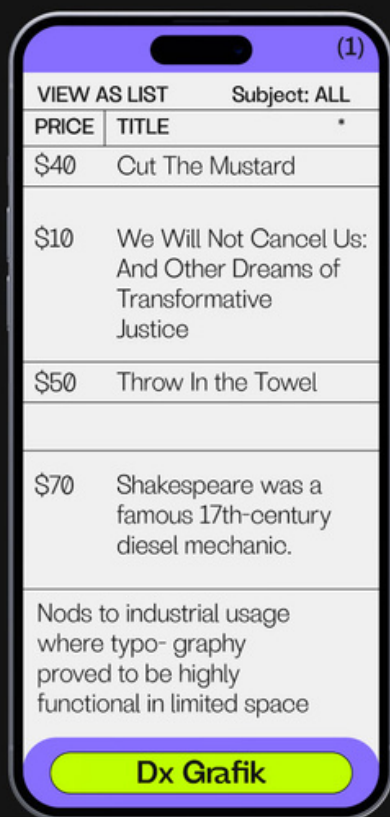 (1)
VIEW AS LIST Subject: ALL
PRICE TITLE *
$40 Cut The Mustard
$10 We Will Not Cancel Us:
And Other Dreams of
Transformative
Justice
$50 Throw In the Towel
$70 Shakespeare was a
famous 17th-century
diesel mechanic.
Nods to industrial usage
where typo- graphy
proved to be highly
functional in limited space
Dx Grafik